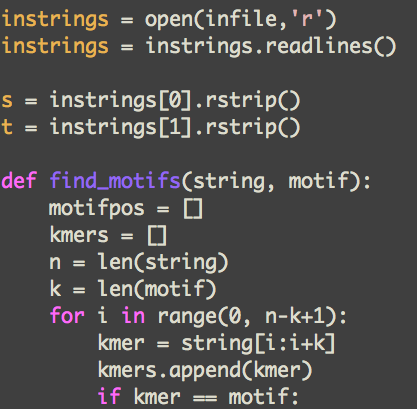 instrings = open(infile,'r')
instrings = instrings.readlines()
s = instrings[0].rstrip()
t = instrings[1].rstrip()
def find_motifs(string, motif):
    motifpos = []
    kmers = []
    n = len(string)
    k = len(motif)
    for i in range(0, n-k+1):
        kmer = string[i:i+k]
        kmers.append(kmer)
        if kmer == motif: